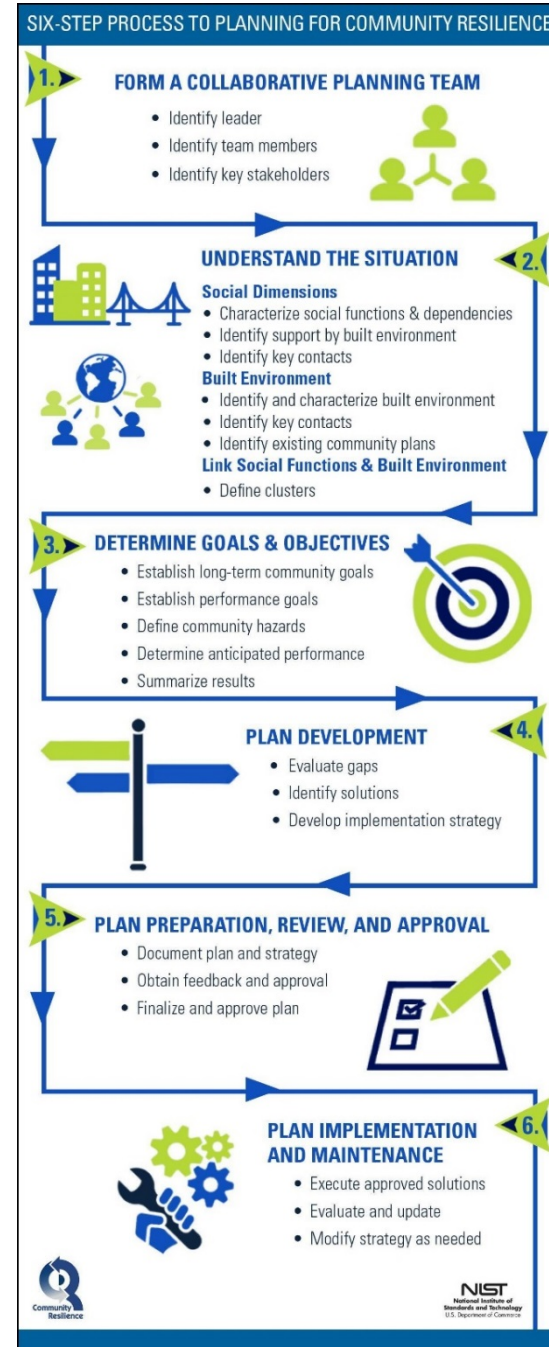 SIX-STEP PROCESS TO PLANNING FOR COMMUNITY RESILIENCE
1.
FORM A COLLABORATIVE PLANNING TEAM
• Identify leader
• Identify team members
• Identify key stakeholders
2.
UNDERSTAND THE SITUATION
Social Dimensions
• Characterize social functions & dependencies
• Identify support by built environment
• Identify key contacts
Built Environment
• Identify and characterize built environment
• Identify key contacts
• Identify existing community plans
Link Social Functions & Built Environment
• Define clusters
3.
DETERMINE GOALS & OBJECTIVES
• Establish long-term community goals
• Establish performance goals
• Define community hazards
• Determine anticipated performance
• Summarize results
4.
PLAN DEVELOPMENT
• Evaluate gaps
• Identify solutions
• Develop implementation strategy
5.
PLAN PREPARATION, REVIEW, AND APPROVAL
• Document plan and strategy
• Obtain feedback and approval
• Finalize and approve plan
6.
PLAN IMPLEMENTATION
AND MAINTENANCE
• Execute approved solutions
• Evaluate and update
• Modify strategy as needed
Community
Resilience
NIST
National Institute of
Standards and Technology
U.S. Department of Commerce